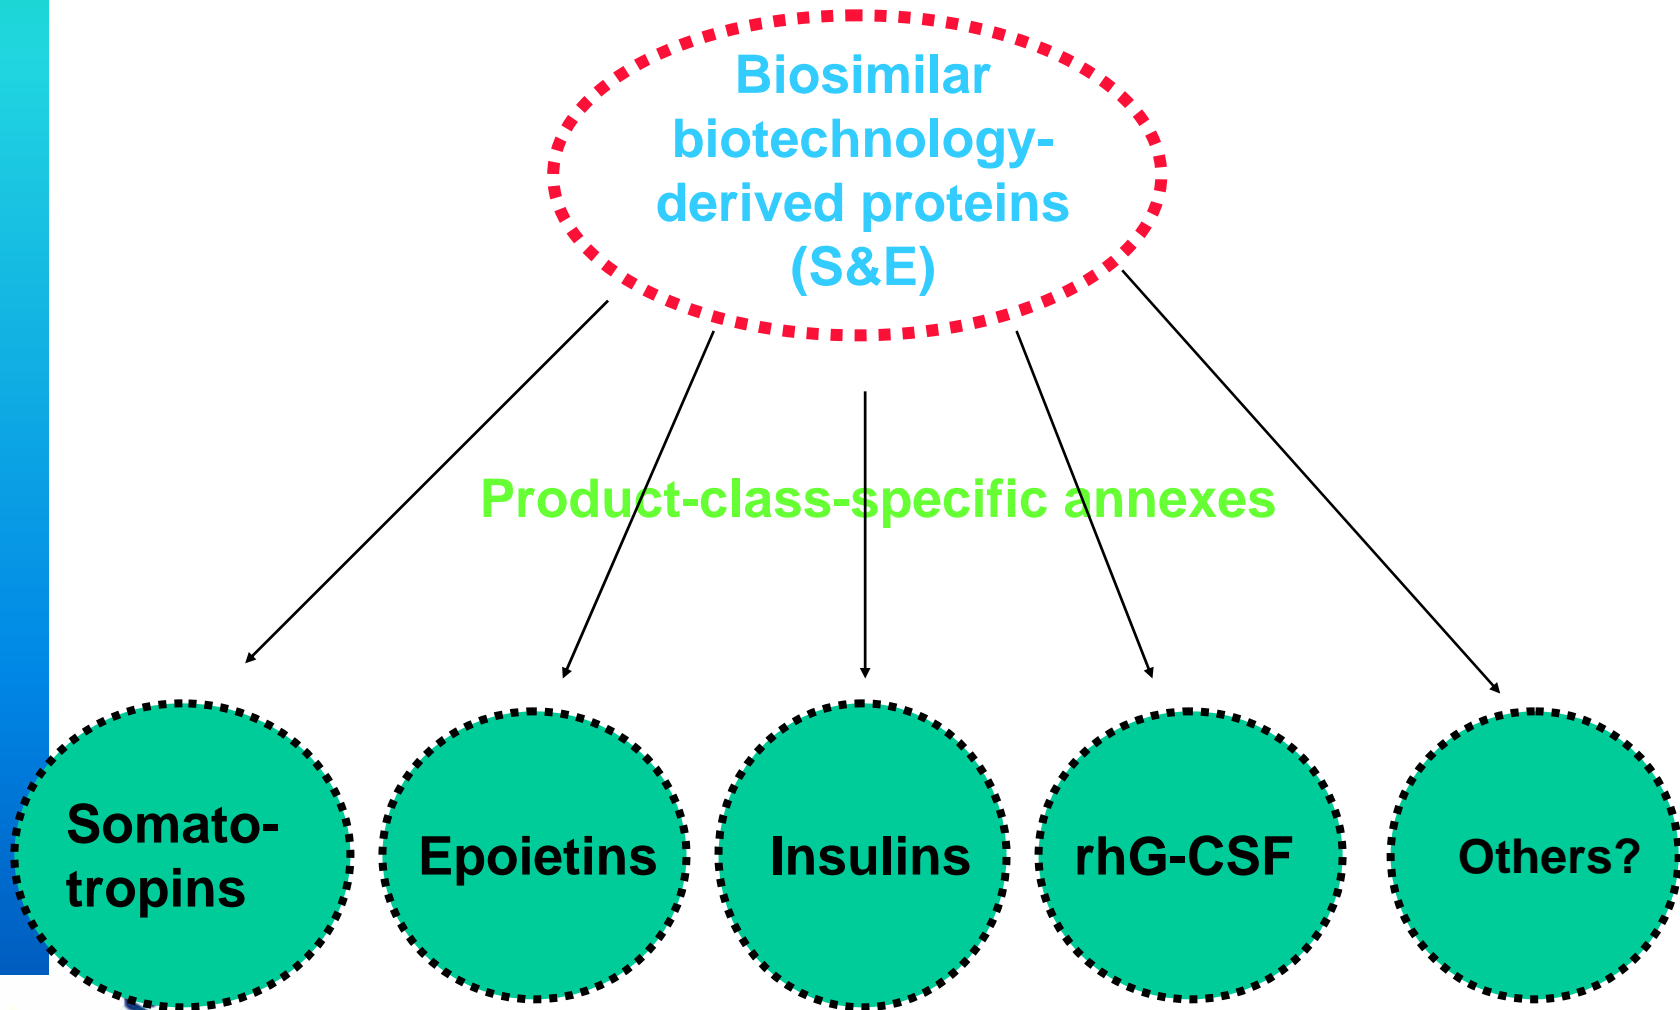 Biosimilar
biotechnology-
derived proteins
(S&E)
Product-class-specific annexes
Somato-
tropins
Epoietins
Insulins
rhG-CSF
Others?